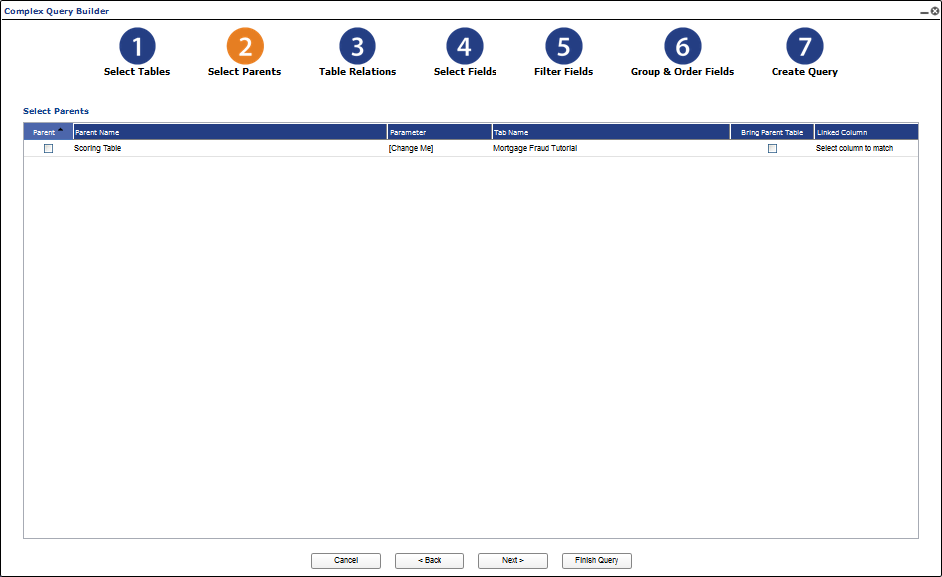 Complex Query Builder
1 2 3 4 5 6 7
Select Tables Select Parents Table Relations Select Fields Filter Fields Group & Order Fields Create Query
Select Parents
Parent Parent Name Parameter Tab Name Bring Parent Table Linked Column
Scoring Table [Change Me] Mortgage Fraud Tutorial Select column to match
Cancel < Back Next > Finish Query